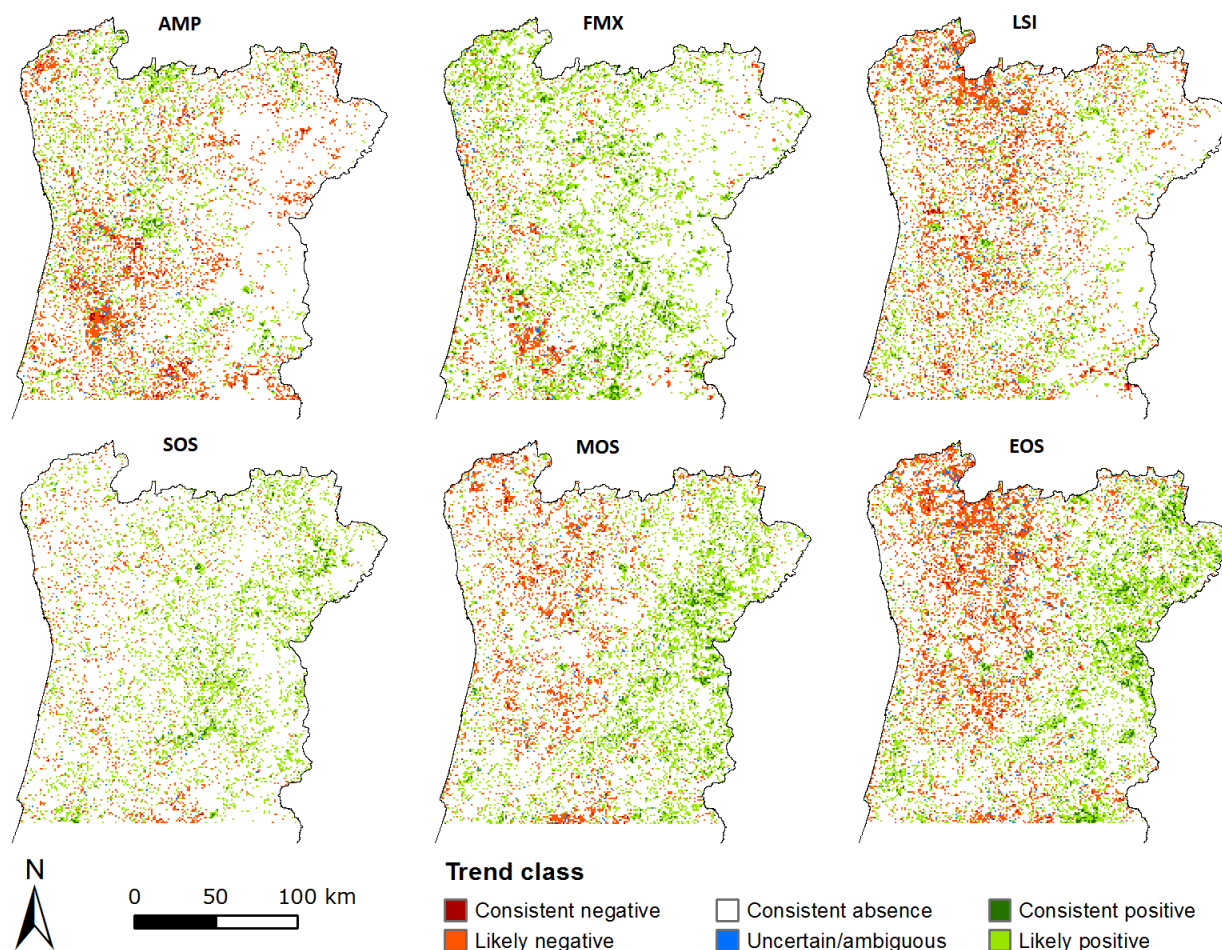 AMP FMX LSI
SOS MOS EOS
N
0 50 100 km
Trend class
Consistent negative Consistent absence Consistent positive
Likely negative Uncertain/ambiguous Likely positive